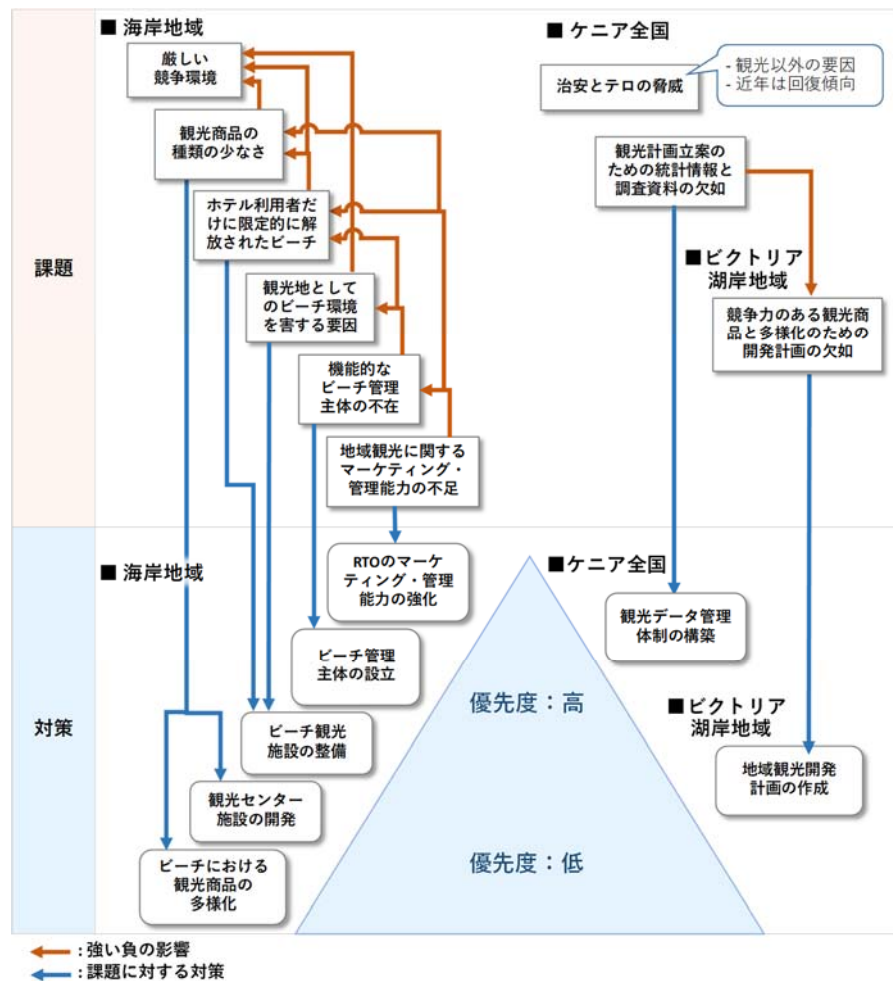 ■ 海岸地域
厳しい
競争環境
観光商品の
種類の少なさ
ホテル利用者だ
けに限定的に解
放されたビーチ
観光地として
のビーチ環境
を害する要因
機能的な
ビーチ管理
主体の不在
地域観光に関する
マーケティング・
管理能力の不足
■ ケニア全国
治安とテロの脅威
- 観光以外の要因
- 近年は回復傾向
観光計画立案の
ための統計情報と
調査資料の欠如
■ビクトリア
湖岸地域
競争力のある観光商
品と多様化のための
開発計画の欠如
課題
対策
■ 海岸地域
RTOのマーケ
ティング・管理
能力の強化
ビーチ管理
主体の設立
ビーチ観光
施設の整備
観光センター
施設の開発
ビーチにおける
観光商品の
多様化
優先度：高
優先度：低
■ケニア全国
観光データ管理
体制の構築
■ビクトリア
湖岸地域
地域観光開発
計画の作成
: 強い負の影響
: 課題に対する対策